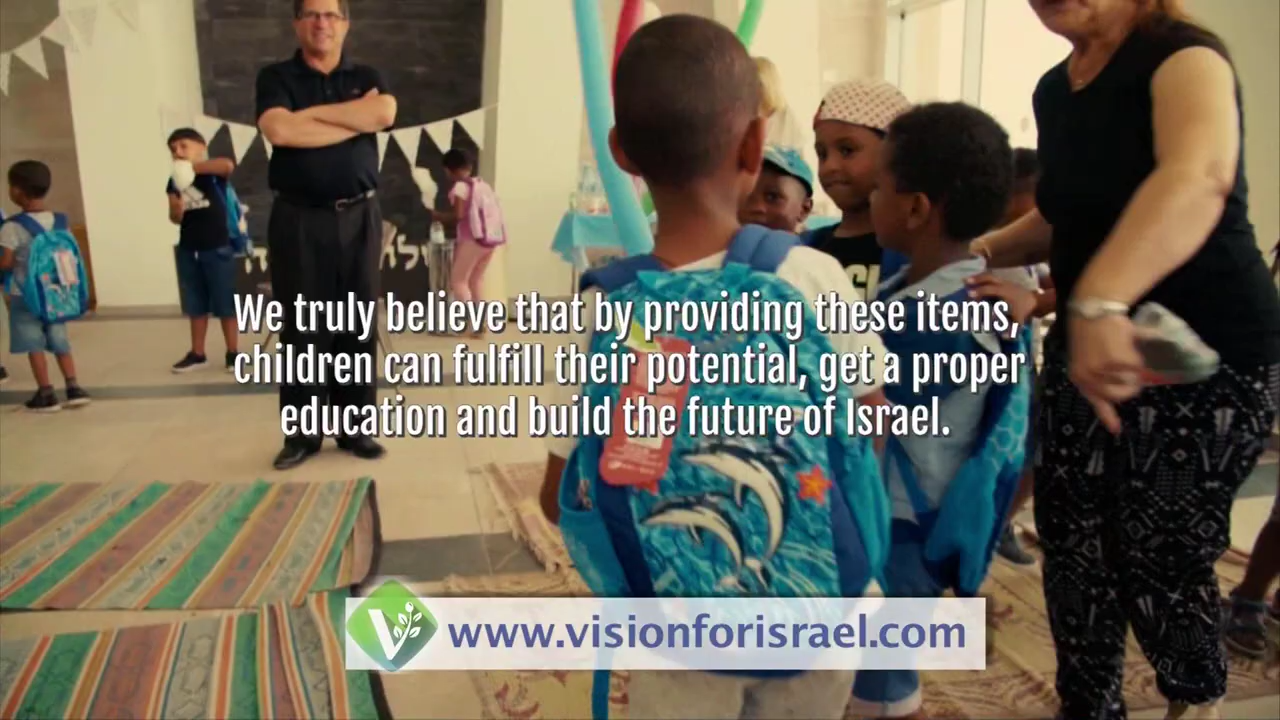 We truly believe that by providing these items,
children can fulfill their potential, get a proper
education and build the future of Israel.
www.visionforisrael.com